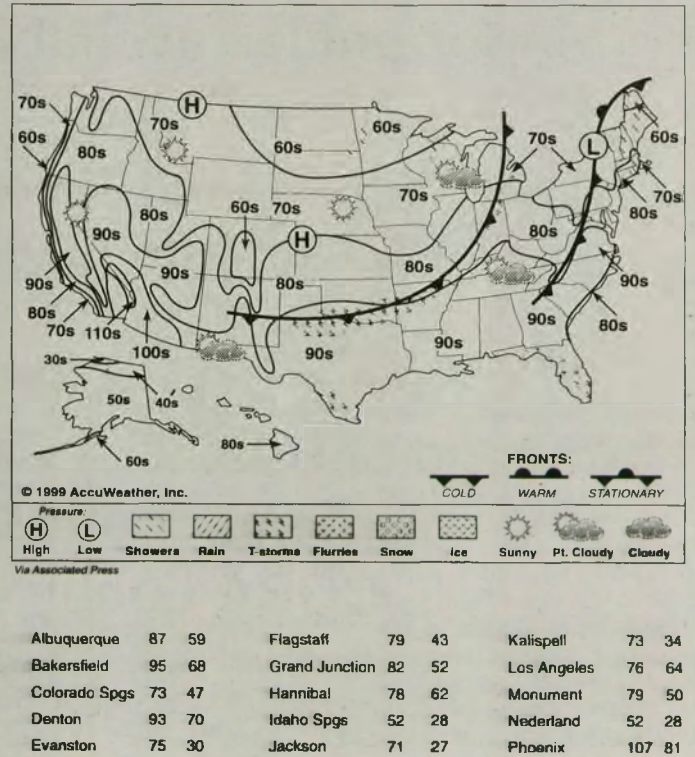 70s
60s
70s
80s
60s
60s
70s
60s
70s
80s
70s
80s
60s
70s
90s
90s
80s
80s
80s
80s
90s
90s
80s
90s
80s
70s
110s
100s
90s
90s
30s
50s
40s
60s
80s
H
H
L
© 1999 AccuWeather, Inc.
FRONTS:
COLD WARM STATIONARY
Pressure:
H L
High Low Showers Rain T-storms Flurries Snow Ice Sunny Pt. Cloudy Cloudy
Via Associated Press
Albuquerque 87 59 Flagstaff 79 43 Kalispell 73 34
Bakersfield 95 68 Grand Junction 82 52 Los Angeles 76 64
Colorado Spgs 73 47 Hannibal 78 62 Monument 79 50
Denton 93 70 Idaho Spgs 52 28 Nederland 52 28
Evanston 75 30 Jackson 71 27 Phoenix 107 81